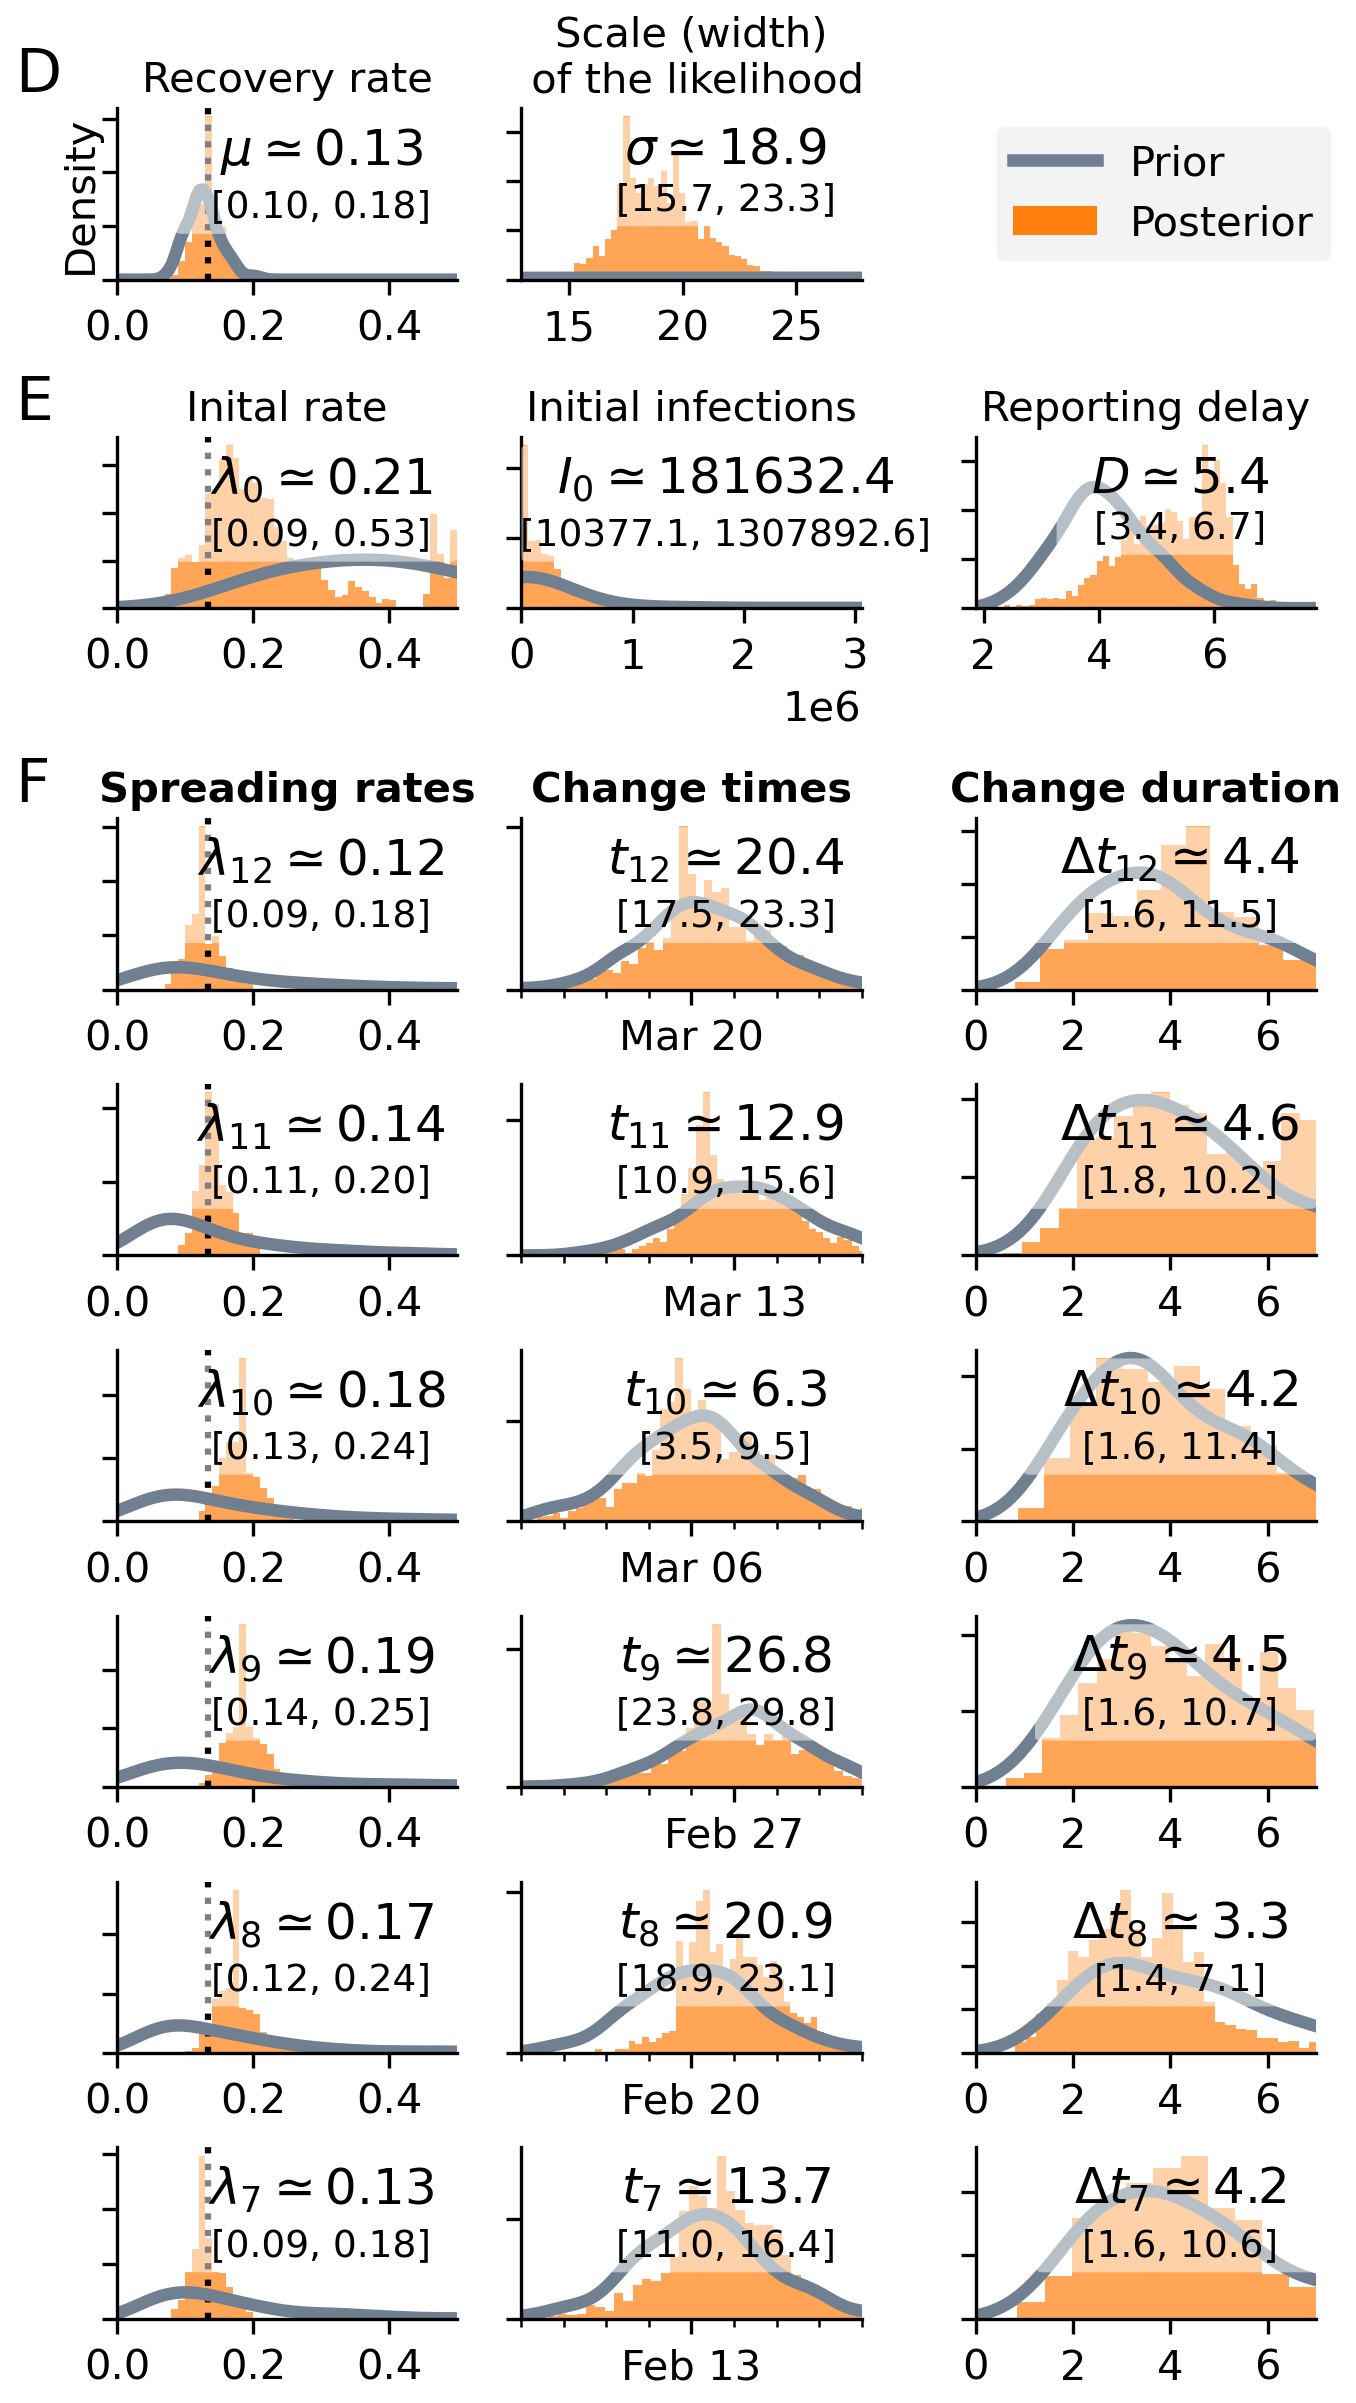 D
Recovery rate
Scale (width)
of the likelihood
Density
μ ≃ 0.13
[0.10, 0.18]
σ ≃ 18.9
[15.7, 23.3]
Prior
Posterior
0.0 0.2 0.4
15 20 25
E
Inital rate
Initial infections
Reporting delay
λ0 ≃ 0.21
[0.09, 0.53]
I0 ≃ 181632.4
[10377.1, 1307892.6]
D ≃ 5.4
[3.4, 6.7]
0.0 0.2 0.4
0 1 2 3
1e6
2 4 6
F
Spreading rates
Change times
Change duration
λ12 ≃ 0.12
[0.09, 0.18]
t12 ≃ 20.4
[17.5, 23.3]
Δt12 ≃ 4.4
[1.6, 11.5]
0.0 0.2 0.4
Mar 20
0 2 4 6
λ11 ≃ 0.14
[0.11, 0.20]
t11 ≃ 12.9
[10.9, 15.6]
Δt11 ≃ 4.6
[1.8, 10.2]
0.0 0.2 0.4
Mar 13
0 2 4 6
λ10 ≃ 0.18
[0.13, 0.24]
t10 ≃ 6.3
[3.5, 9.5]
Δt10 ≃ 4.2
[1.6, 11.4]
0.0 0.2 0.4
Mar 06
0 2 4 6
λ9 ≃ 0.19
[0.14, 0.25]
t9 ≃ 26.8
[23.8, 29.8]
Δt9 ≃ 4.5
[1.6, 10.7]
0.0 0.2 0.4
Feb 27
0 2 4 6
λ8 ≃ 0.17
[0.12, 0.24]
t8 ≃ 20.9
[18.9, 23.1]
Δt8 ≃ 3.3
[1.4, 7.1]
0.0 0.2 0.4
Feb 20
0 2 4 6
λ7 ≃ 0.13
[0.09, 0.18]
t7 ≃ 13.7
[11.0, 16.4]
Δt7 ≃ 4.2
[1.6, 10.6]
0.0 0.2 0.4
Feb 13
0 2 4 6